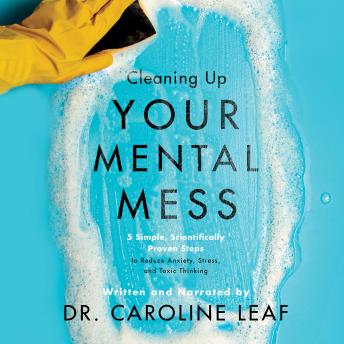 Cleaning Up
YOUR
MENTAL
MESS
5 Simple, Scientifically
Proven Steps
to Reduce Anxiety, Stress,
and Toxic Thinking
Written and Narrated by
DR. CAROLINE LEAF